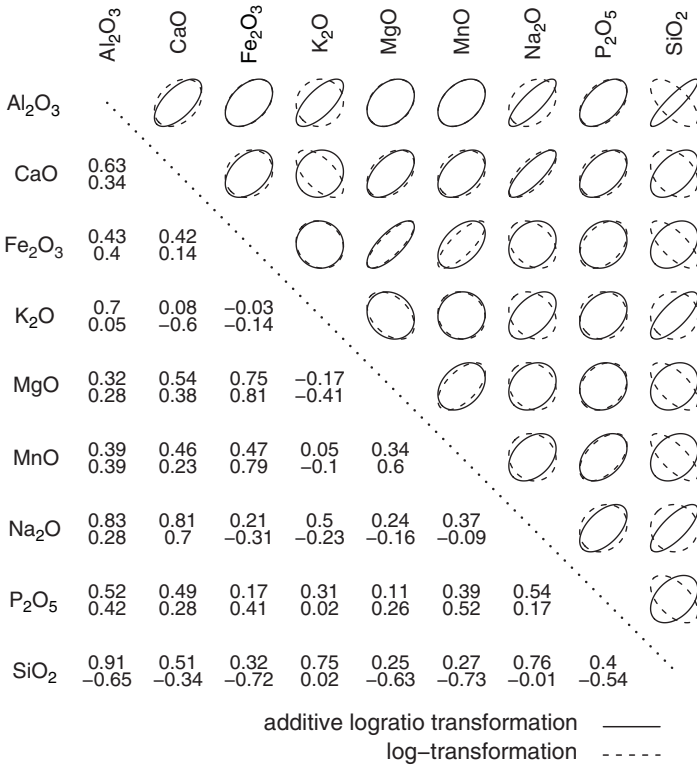 Al2O3 CaO Fe2O3 K2O MgO MnO Na2O P2O5 SiO2
Al2O3
CaO 0.63
0.34
Fe2O3 0.43 0.42
0.4 0.14
K2O 0.7 0.08 −0.03
0.05 −0.6 −0.14
MgO 0.32 0.54 0.75 −0.17
0.28 0.38 0.81 −0.41
MnO 0.39 0.46 0.47 0.05 0.34
0.39 0.23 0.79 −0.1 0.6
Na2O 0.83 0.81 0.21 0.5 0.24 0.37
0.28 0.7 −0.31 −0.23 −0.16 −0.09
P2O5 0.52 0.49 0.17 0.31 0.11 0.39 0.54
0.42 0.28 0.41 0.02 0.26 0.52 0.17
SiO2 0.91 0.51 0.32 0.75 0.25 0.27 0.76 0.4
−0.65 −0.34 −0.72 0.02 −0.63 −0.73 −0.01 −0.54
additive logratio transformation
log−transformation